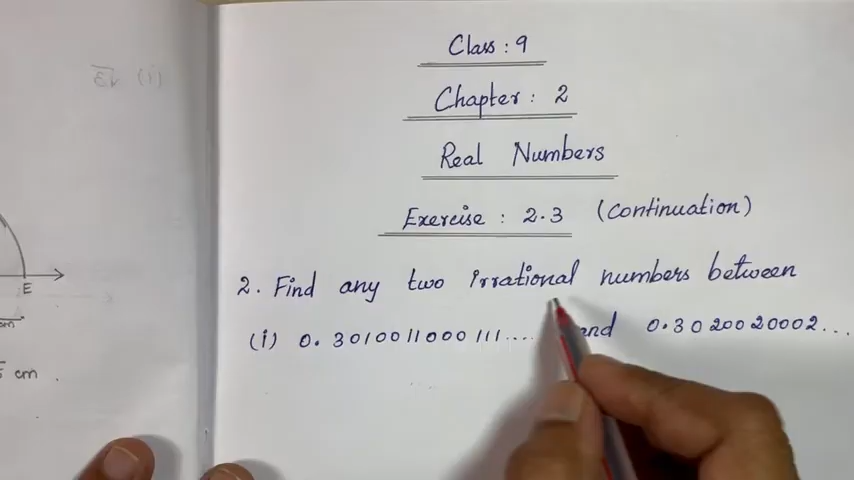 Class : 9
Chapter : 2
Real Numbers
Exercise : 2.3 (Continuation)
2. Find any two irrational numbers between
(i) 0.3010011000111.... and 0.3020020002...
E
cm
cm .